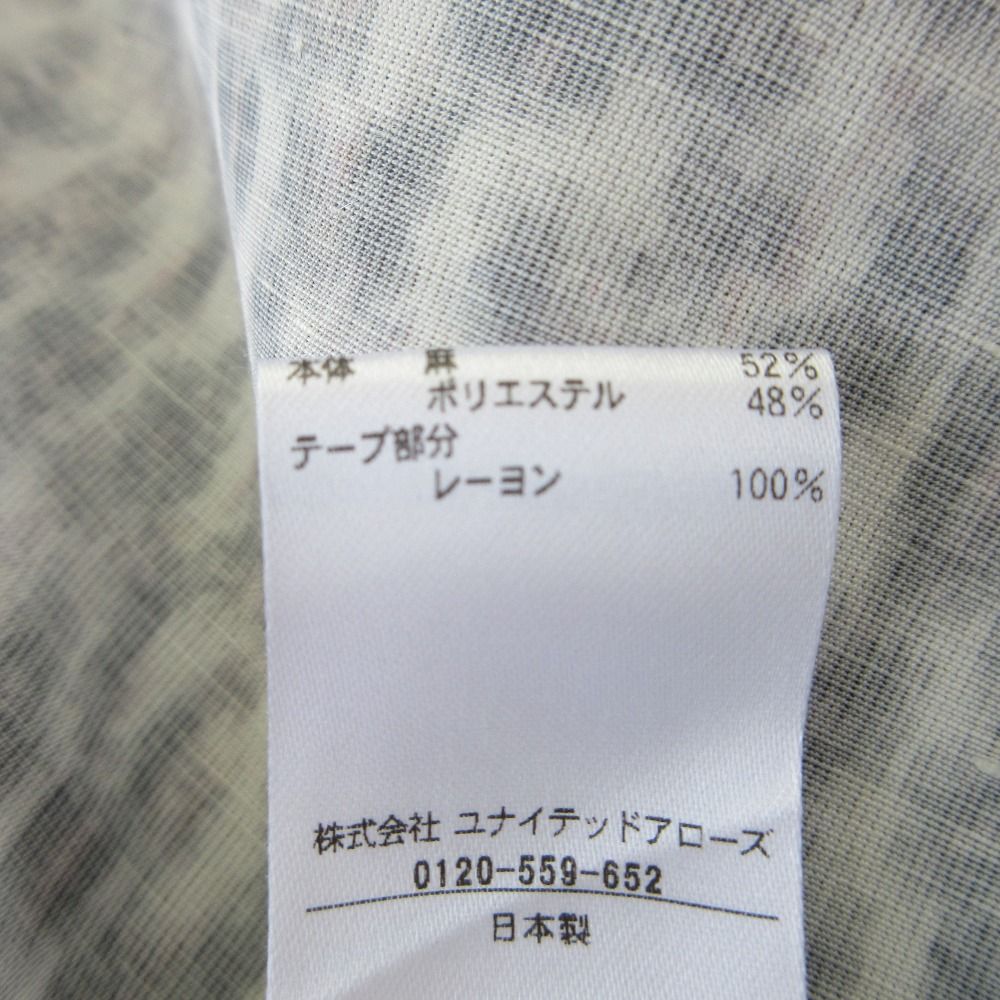 本体 麻 52%
ポリエステル 48%
テープ部分
レーヨン 100%
株式会社 ユナイテッドアローズ
0120-559-652
日本製